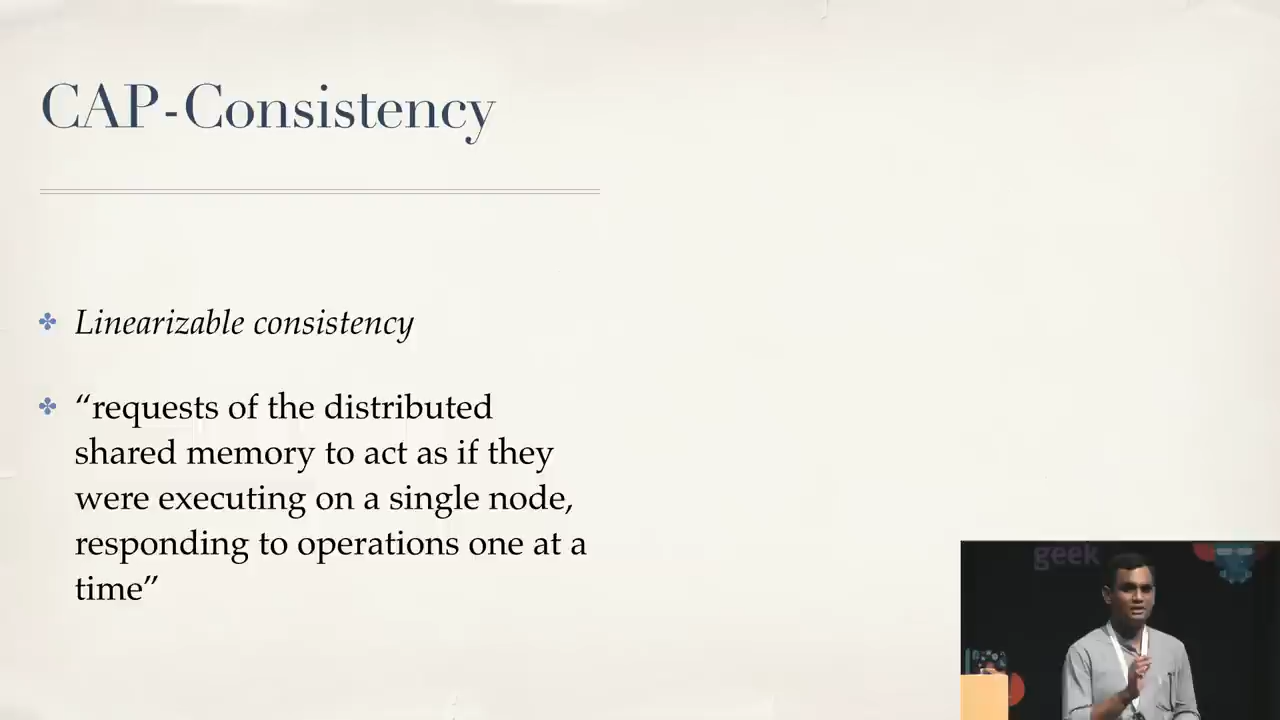 CAP-Consistency
Linearizable consistency
“requests of the distributed
shared memory to act as if they
were executing on a single node,
responding to operations one at a
time”
geek